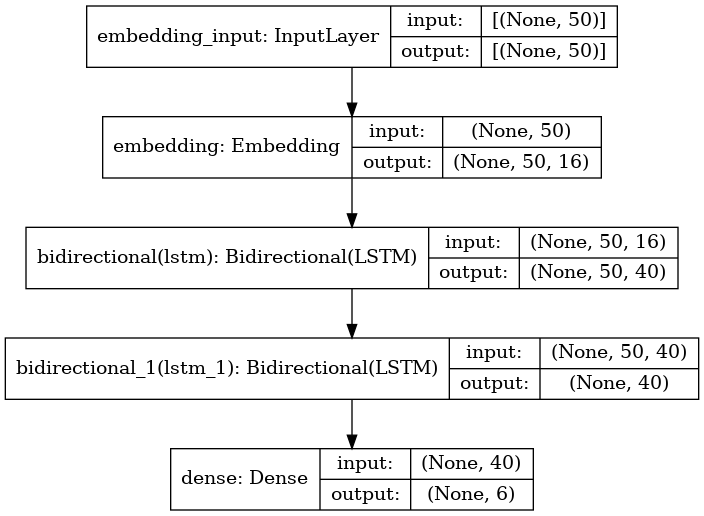 embedding_input: InputLayer
input:
[(None, 50)]
output:
[(None, 50)]
embedding: Embedding
input:
(None, 50)
output:
(None, 50, 16)
bidirectional(lstm): Bidirectional(LSTM)
input:
(None, 50, 16)
output:
(None, 50, 40)
bidirectional_1(lstm_1): Bidirectional(LSTM)
input:
(None, 50, 40)
output:
(None, 40)
dense: Dense
input:
(None, 40)
output:
(None, 6)